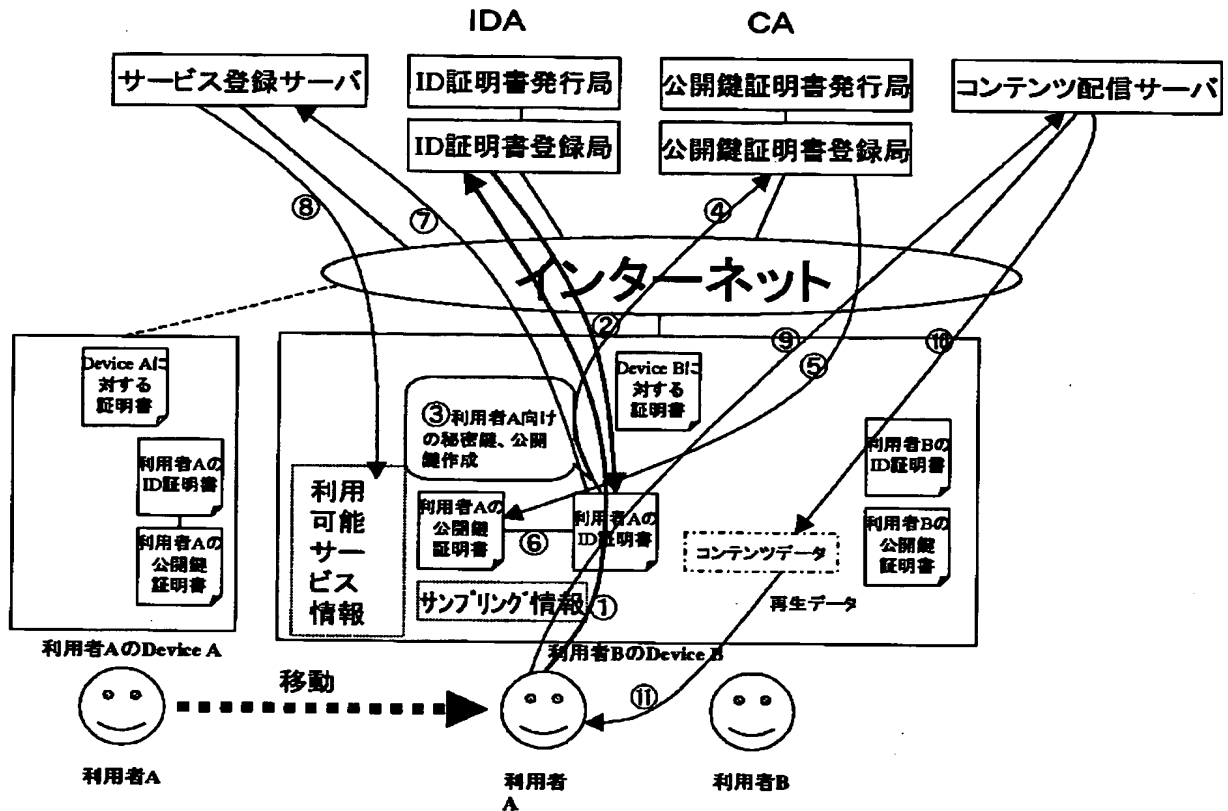 IDA
CA
サービス登録サーバ
ID証明書発行局
公開鍵証明書発行局
コンテンツ配信サーバ
ID証明書登録局
公開鍵証明書登録局
⑧
⑦
④
インターネット
②
⑨
⑩
⑤
Device Aに
対する
証明書
Device Bに
対する
証明書
③利用者A向け
の秘密鍵、公開
鍵作成
利用者Aの
ID証明書
利用者Bの
ID証明書
利用
可能
サー
ビス
情報
利用者Aの
公開鍵
証明書
⑥
利用者Aの
ID証明書
利用者Aの
公開鍵
証明書
コンテンツデータ
利用者Bの
公開鍵
証明書
サンプリング情報
①
再生データ
利用者AのDevice A
利用者BのDevice B
移動
⑪
利用者A
利用者
A
利用者B